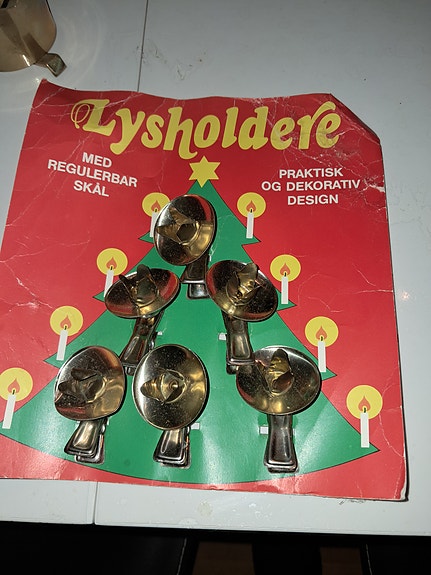 Lysholdere
MED
REGULERBAR
SKÅL
PRAKTISK
OG DEKORATIV
DESIGN